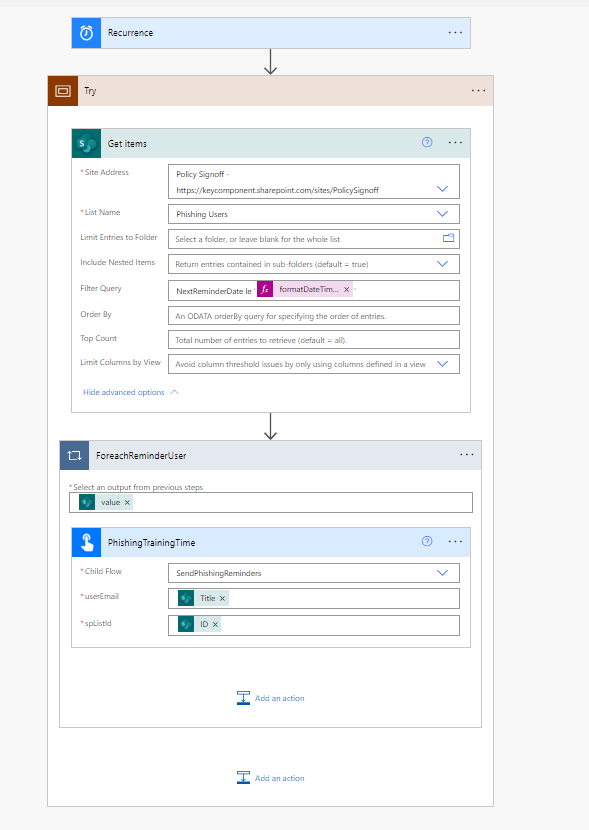 Recurrence
Try
Get items
* Site Address
Policy Signoff -
https://keycomponent.sharepoint.com/sites/PolicySignoff
* List Name
Phishing Users
Limit Entries to Folder
Select a folder, or leave blank for the whole list
Include Nested Items
Return entries contained in sub-folders (default = true)
Filter Query
NextReminderDate le ' fx formatDateTim... × '
Order By
An ODATA orderBy query for specifying the order of entries.
Top Count
Total number of entries to retrieve (default = all).
Limit Columns by View
Avoid column threshold issues by only using columns defined in a view
Hide advanced options
ForeachReminderUser
* Select an output from previous steps
value ×
PhishingTrainingTime
* Child Flow
SendPhishingReminders
* userEmail
Title ×
* spListId
ID ×
Add an action
Add an action